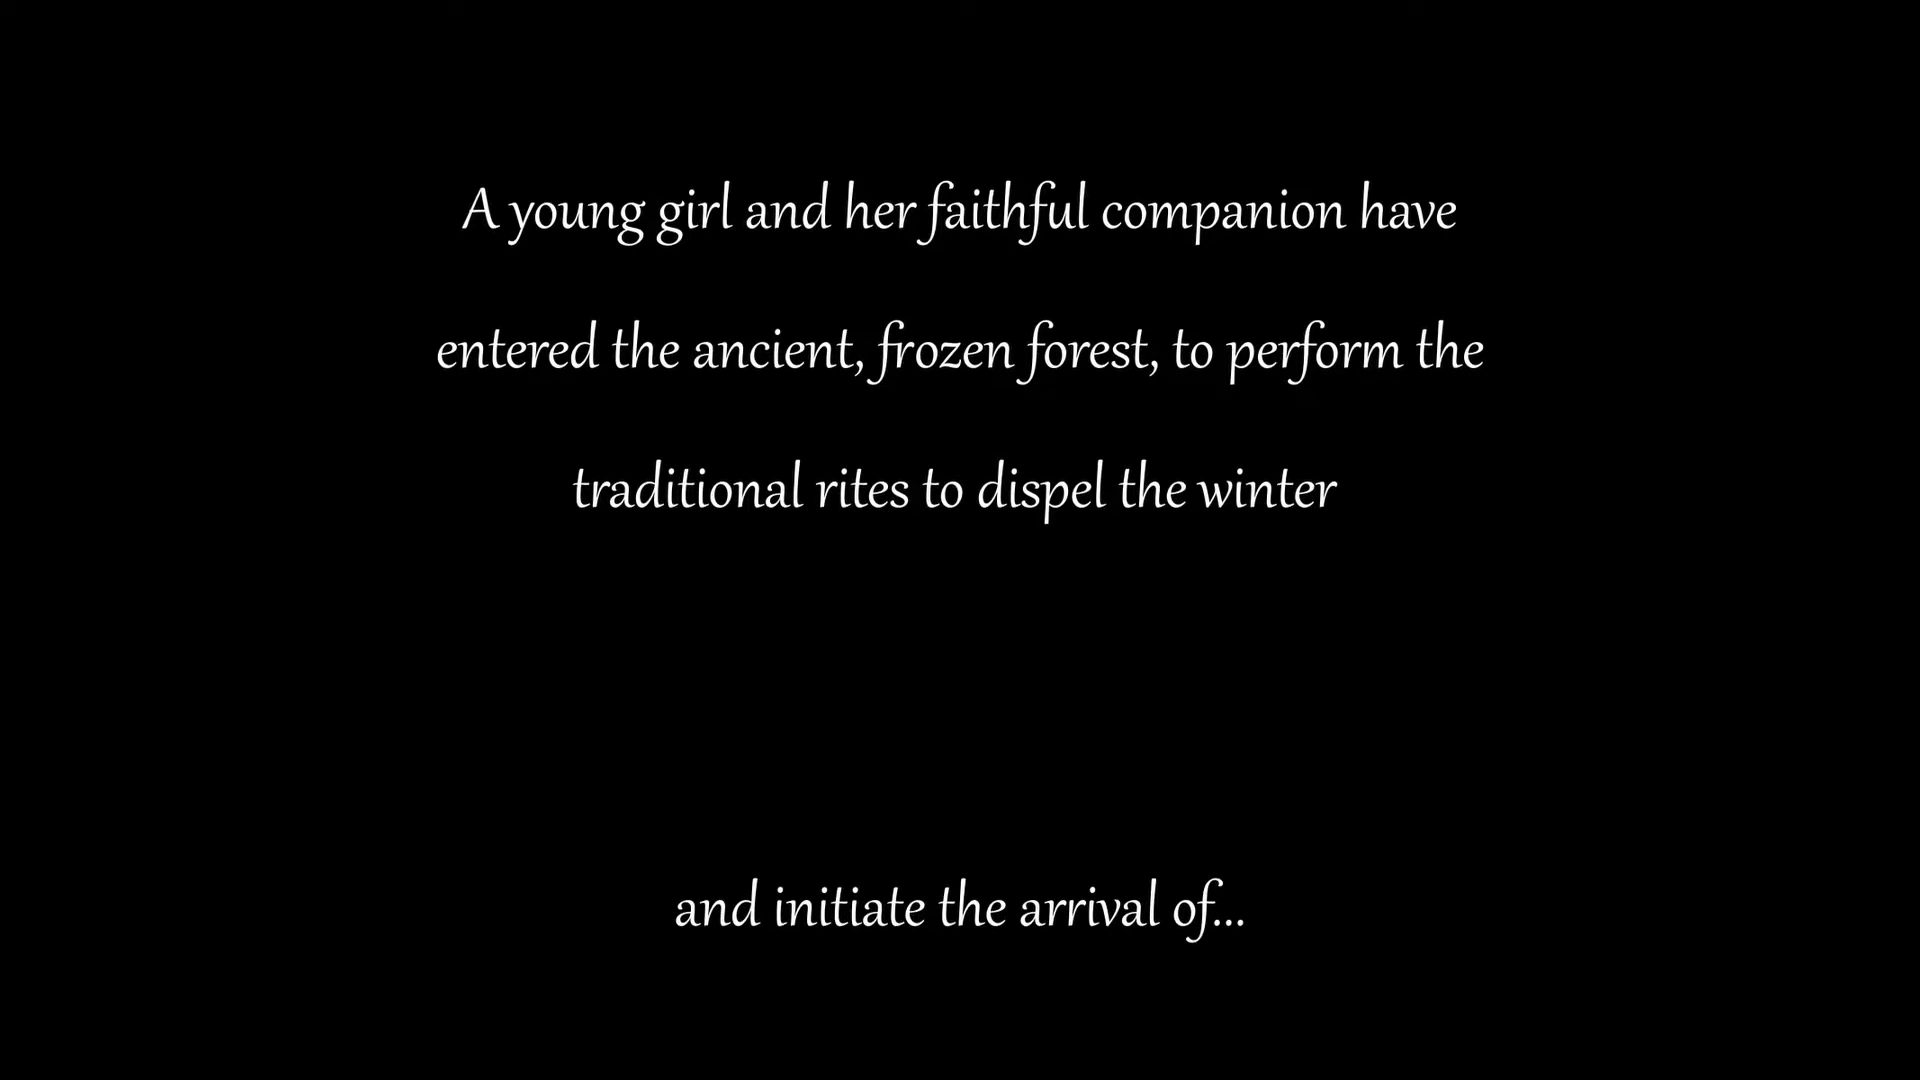 A young girl and her faithful companion have
entered the ancient, frozen forest, to perform the
traditional rites to dispel the winter
and initiate the arrival of...